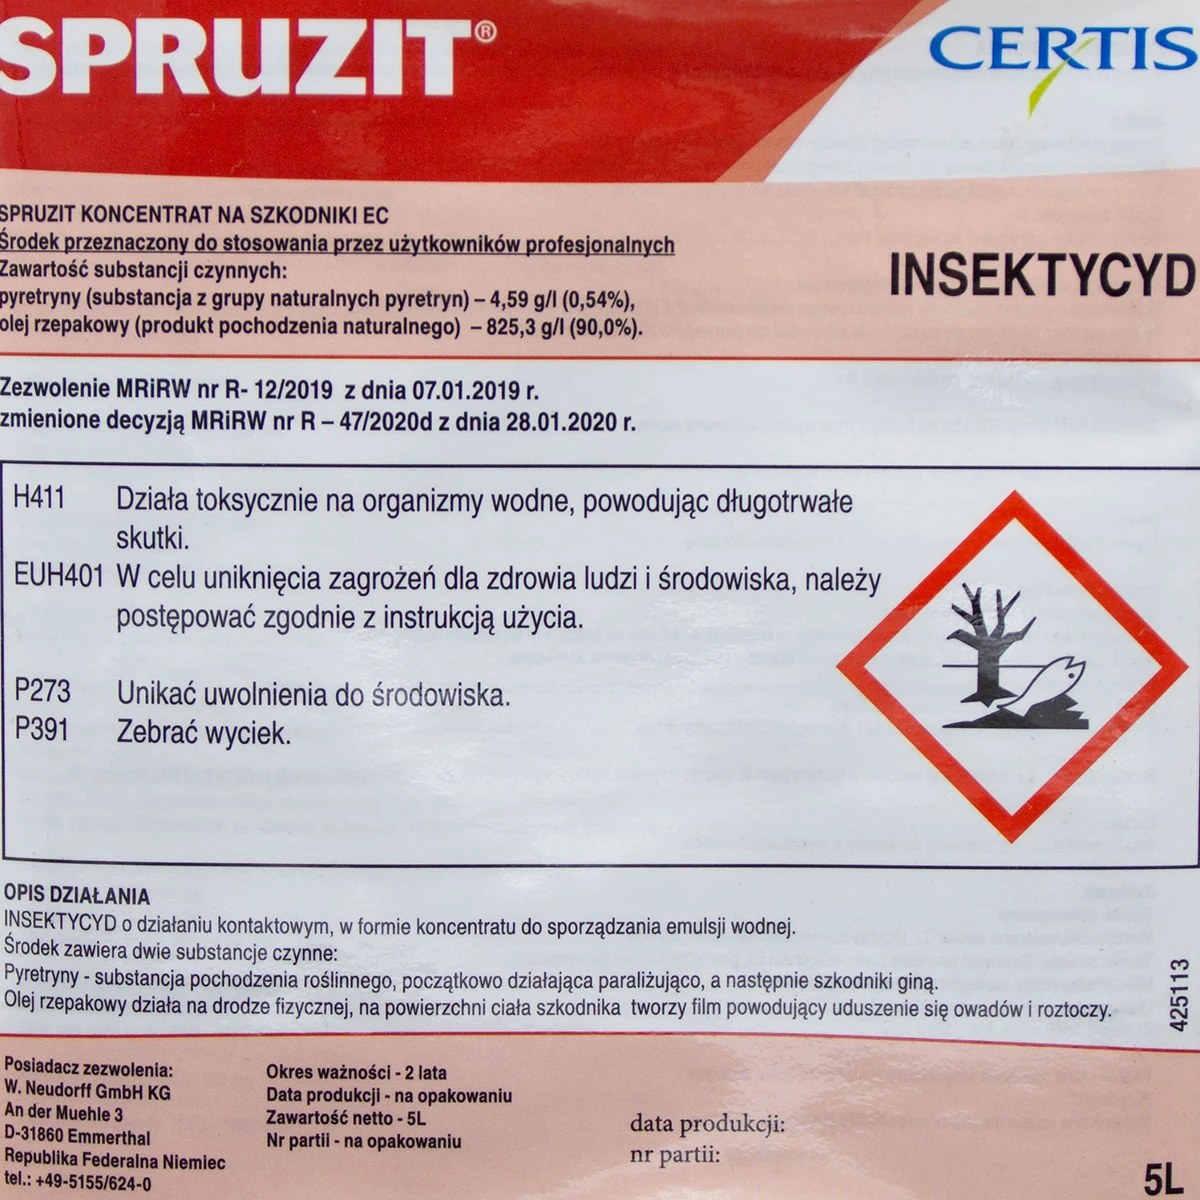 SPRUZIT®
CERTIS
SPRUZIT KONCENTRAT NA SZKODNIKI EC
Środek przeznaczony do stosowania przez użytkowników profesjonalnych
Zawartość substancji czynnych:
pyretryny (substancja z grupy naturalnych pyretryn) – 4,59 g/l (0,54%),
olej rzepakowy (produkt pochodzenia naturalnego) – 825,3 g/l (90,0%).
INSEKTYCYD
Zezwolenie MRiRW nr R- 12/2019 z dnia 07.01.2019 r.
zmienione decyzją MRiRW nr R – 47/2020d z dnia 28.01.2020 r.
H411 Działa toksycznie na organizmy wodne, powodując długotrwałe
skutki.
EUH401 W celu uniknięcia zagrożeń dla zdrowia ludzi i środowiska, należy
postępować zgodnie z instrukcją użycia.
P273 Unikać uwolnienia do środowiska.
P391 Zebrać wyciek.
OPIS DZIAŁANIA
INSEKTYCYD o działaniu kontaktowym, w formie koncentratu do sporządzania emulsji wodnej.
Środek zawiera dwie substancje czynne:
Pyretryny - substancja pochodzenia roślinnego, początkowo działająca paraliżująco, a następnie szkodniki giną.
Olej rzepakowy działa na drodze fizycznej, na powierzchni ciała szkodnika tworzy film powodujący uduszenie się owadów i roztoczy.
425113
Posiadacz zezwolenia:
W. Neudorff GmbH KG
An der Muehle 3
D-31860 Emmerthal
Republika Federalna Niemiec
tel.: +49-5155/624-0
Okres ważności - 2 lata
Data produkcji - na opakowaniu
Zawartość netto - 5L
Nr partii - na opakowaniu
data produkcji:
nr partii:
5L